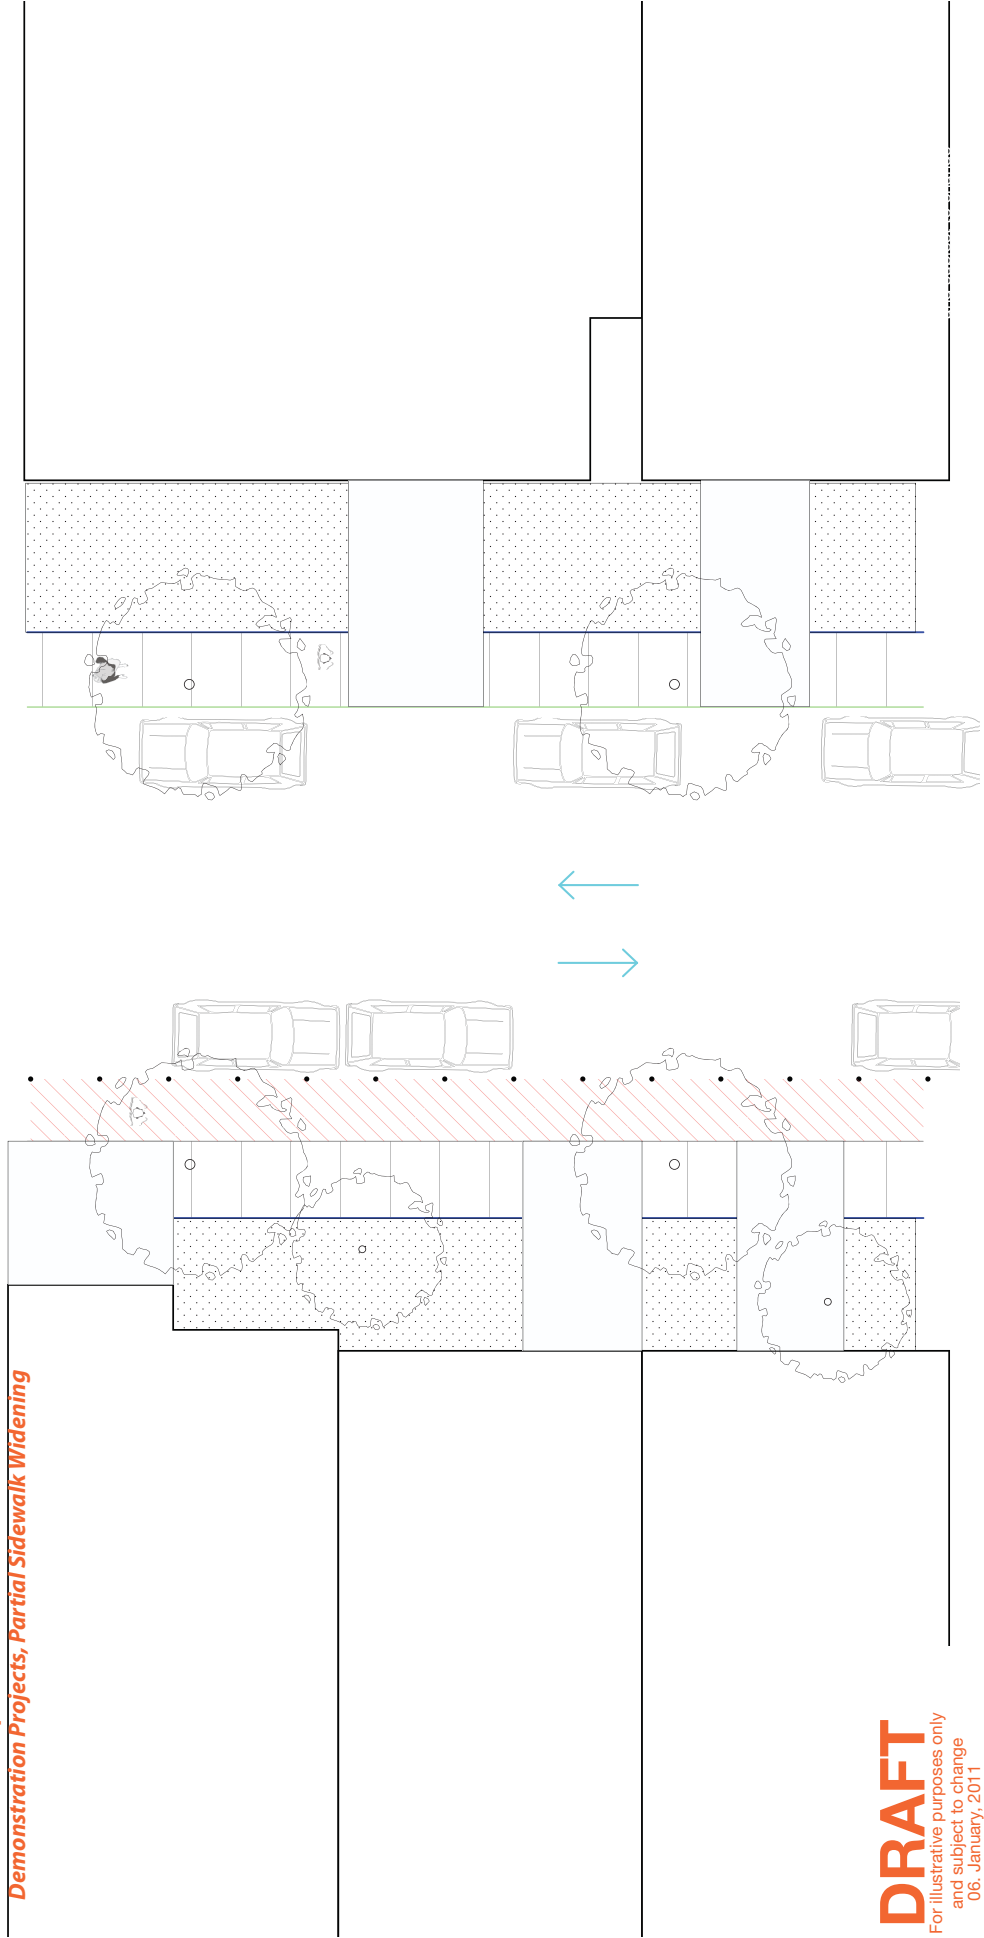 Demonstration Projects, Partial Sidewalk Widening
DRAFT
For illustrative purposes only
and subject to change
06. January, 2011